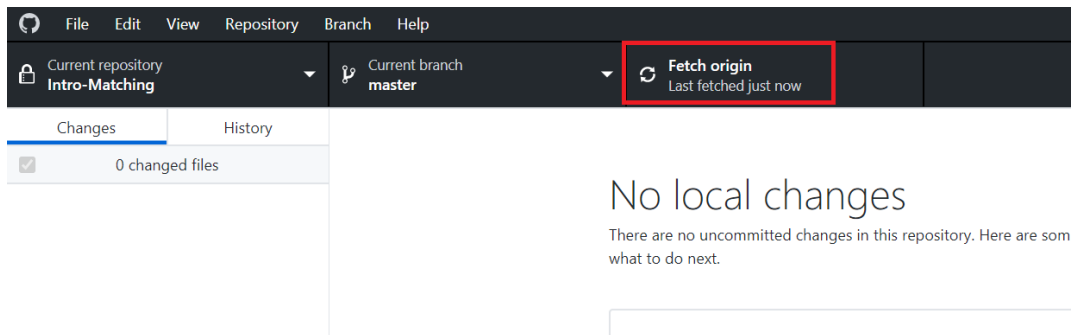 File Edit View Repository Branch Help
Current repository
Intro-Matching
Current branch
master
Fetch origin
Last fetched just now
Changes History
0 changed files
No local changes
There are no uncommitted changes in this repository. Here are som
what to do next.